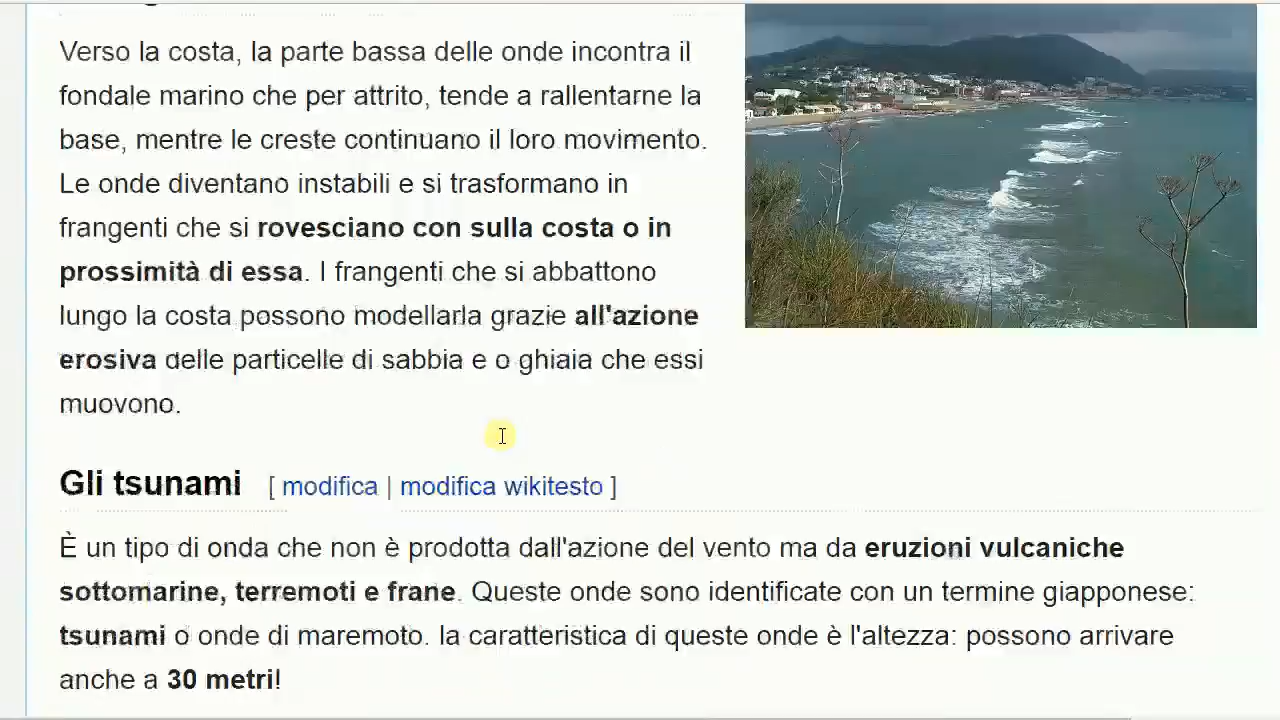 Verso la costa, la parte bassa delle onde incontra il
fondale marino che per attrito, tende a rallentarne la
base, mentre le creste continuano il loro movimento.
Le onde diventano instabili e si trasformano in
frangenti che si rovesciano con sulla costa o in
prossimità di essa. I frangenti che si abbattono
lungo la costa possono modellarla grazie all'azione
erosiva delle particelle di sabbia e o ghiaia che essi
muovono.
Gli tsunami [ modifica | modifica wikitesto ]
È un tipo di onda che non è prodotta dall'azione del vento ma da eruzioni vulcaniche
sottomarine, terremoti e frane. Queste onde sono identificate con un termine giapponese:
tsunami o onde di maremoto. la caratteristica di queste onde è l'altezza: possono arrivare
anche a 30 metri!